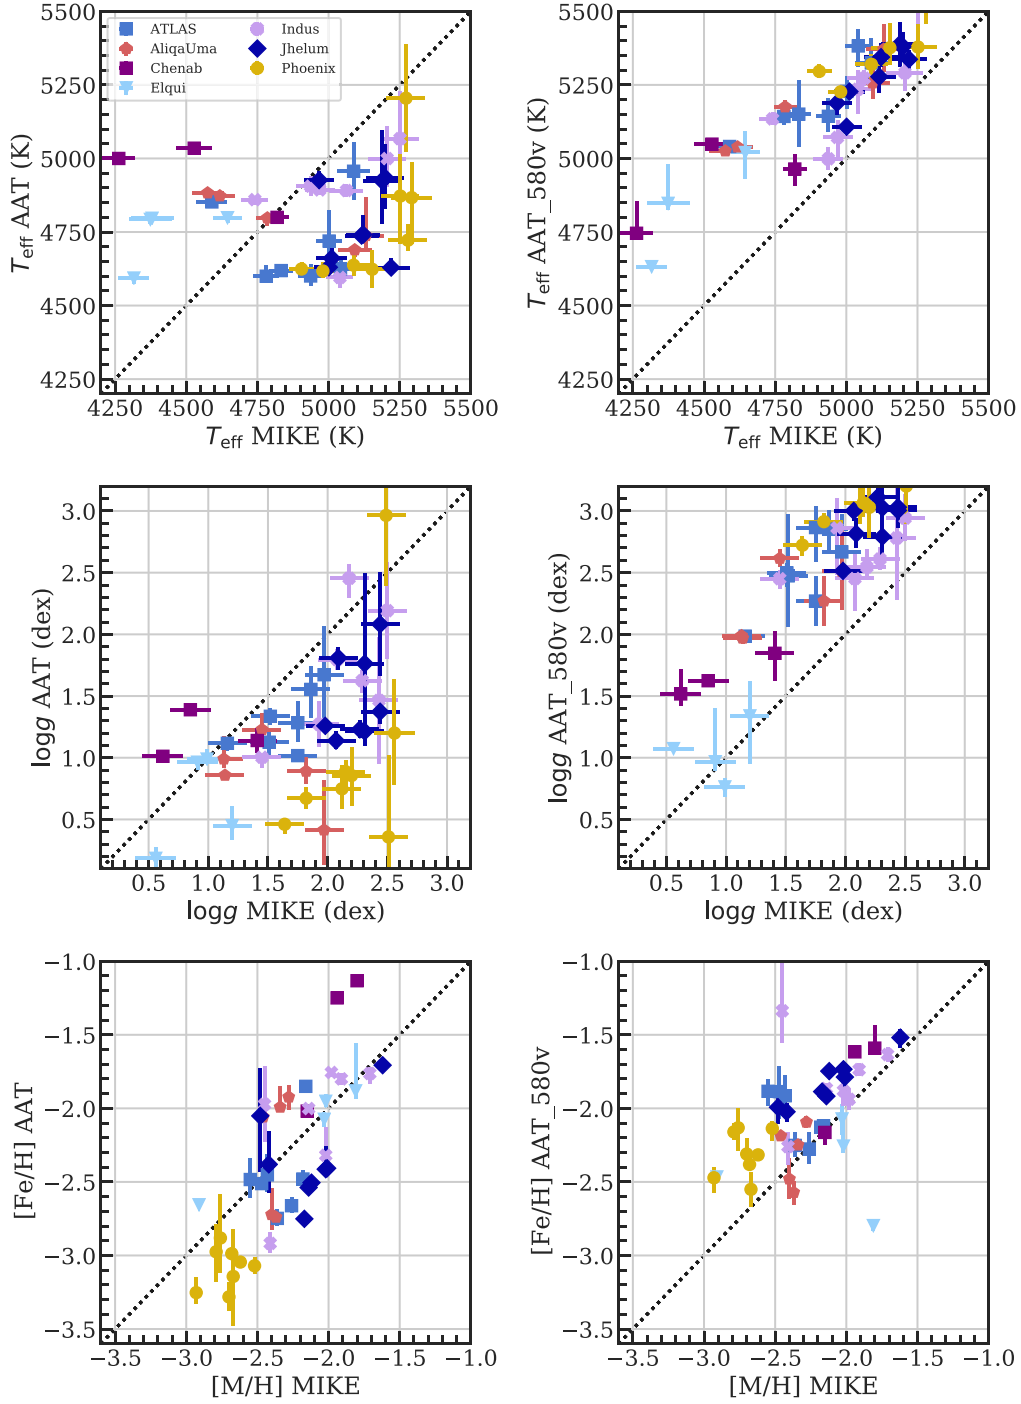 5500
5250
5000
4750
4500
4250
4250 4500 4750 5000 5250 5500
T_eff AAT (K)
T_eff MIKE (K)
ATLAS
AliqaUma
Chenab
Elqui
Indus
Jhelum
Phoenix
5500
5250
5000
4750
4500
4250
4250 4500 4750 5000 5250 5500
T_eff AAT_580v (K)
T_eff MIKE (K)
3.0
2.5
2.0
1.5
1.0
0.5
0.5 1.0 1.5 2.0 2.5 3.0
logg AAT (dex)
logg MIKE (dex)
3.0
2.5
2.0
1.5
1.0
0.5
0.5 1.0 1.5 2.0 2.5 3.0
logg AAT_580v (dex)
logg MIKE (dex)
−1.0
−1.5
−2.0
−2.5
−3.0
−3.5
−3.5 −3.0 −2.5 −2.0 −1.5 −1.0
[Fe/H] AAT
[M/H] MIKE
−1.0
−1.5
−2.0
−2.5
−3.0
−3.5
−3.5 −3.0 −2.5 −2.0 −1.5 −1.0
[Fe/H] AAT_580v
[M/H] MIKE